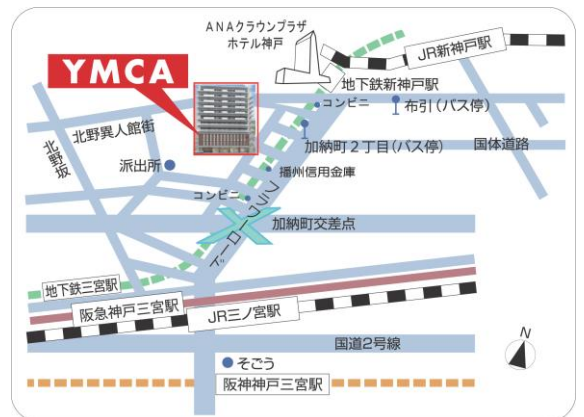 ANAクラウンプラザ
ホテル神戸
JR新神戸駅
YMCA
地下鉄新神戸駅
コンビニ
布引(バス停)
北野異人館街
加納町2丁目(バス停)
国体道路
北野坂
派出所
播州信用金庫
コンビニ
フラワーロード
加納町交差点
地下鉄三宮駅
阪急神戸三宮駅
JR三ノ宮駅
国道2号線
N
そごう
阪神神戸三宮駅